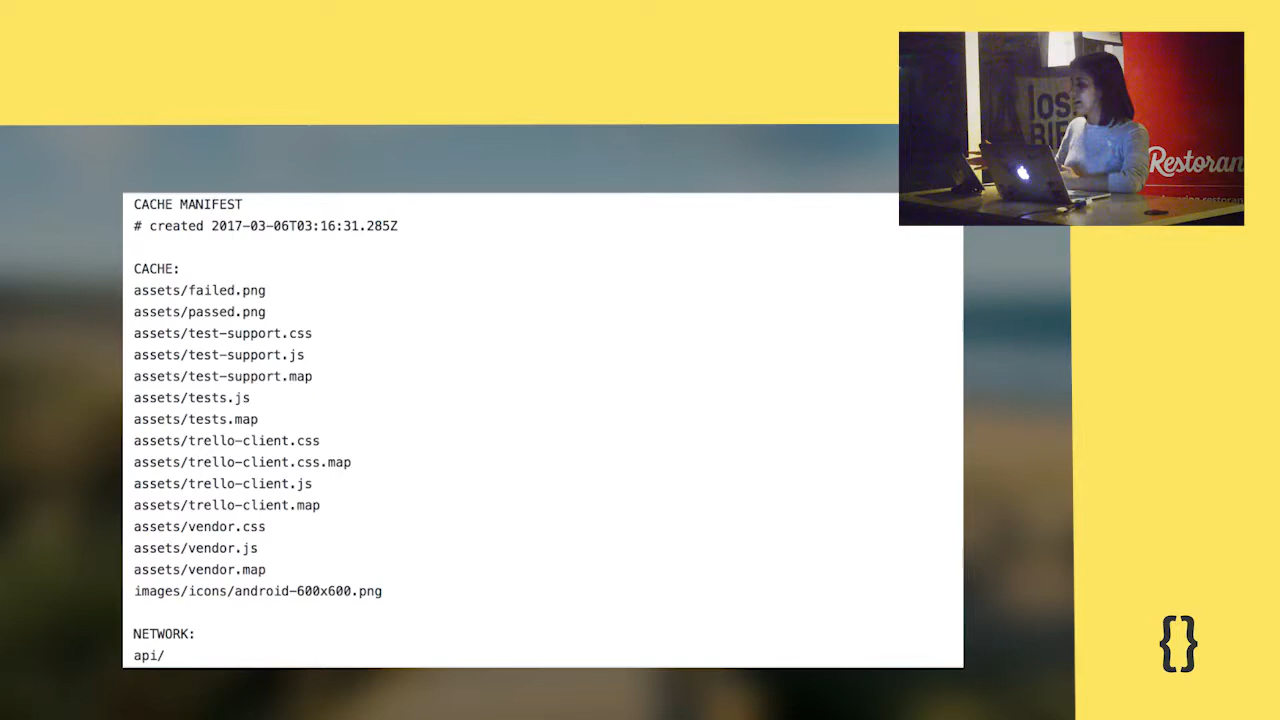 CACHE MANIFEST
# created 2017-03-06T03:16:31.285Z
CACHE:
assets/failed.png
assets/passed.png
assets/test-support.css
assets/test-support.js
assets/test-support.map
assets/tests.js
assets/tests.map
assets/trello-client.css
assets/trello-client.css.map
assets/trello-client.js
assets/trello-client.map
assets/vendor.css
assets/vendor.js
assets/vendor.map
images/icons/android-600x600.png
NETWORK:
api/
los
Restoran
{}